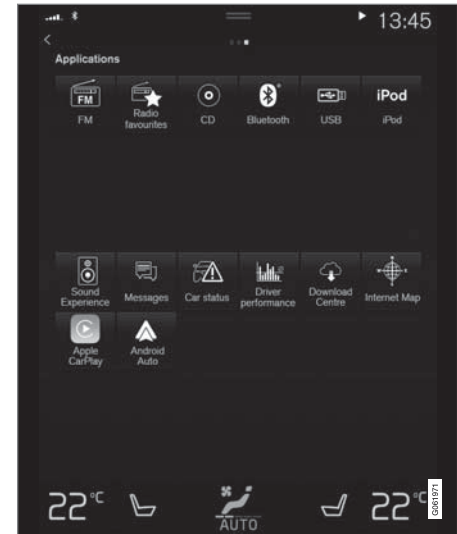 13:45
Applications
FM
iPod
FM
Radio
favourites
CD
Bluetooth
USB
iPod
Sound
Experience
Messages
Car status
Driver
performance
Download
Centre
Internet Map
Apple
CarPlay
Android
Auto
22°C
AUTO
22°C
G061971